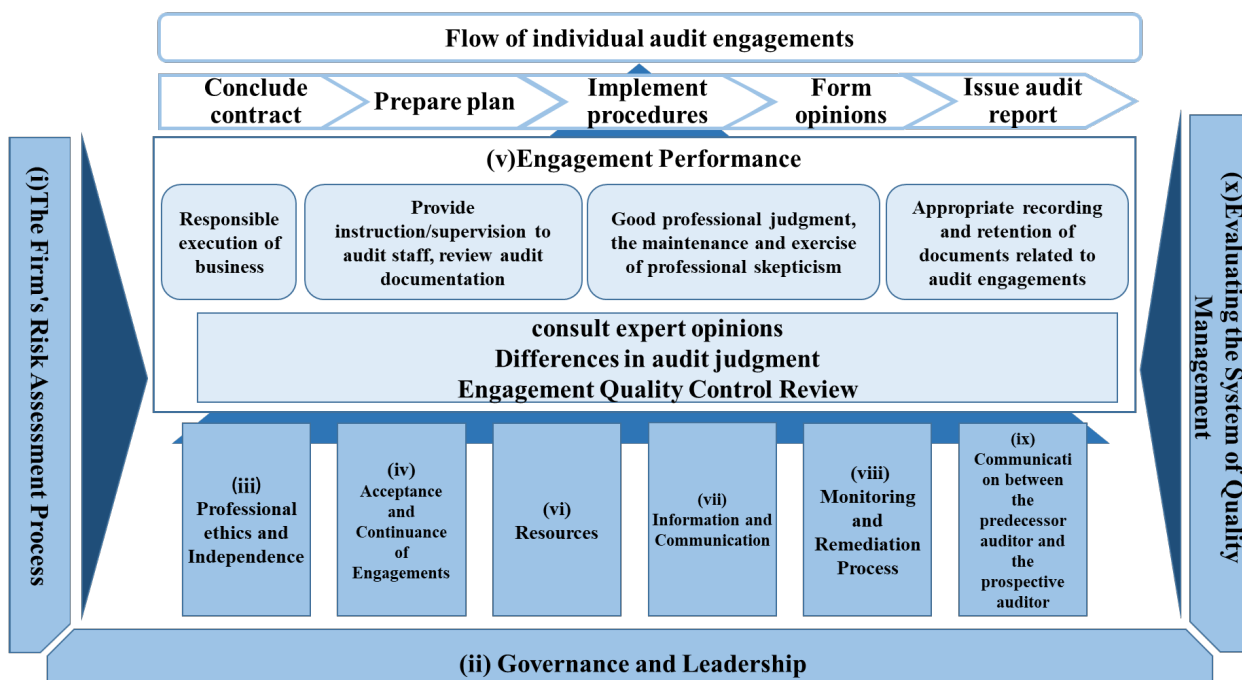 Flow of individual audit engagements
Conclude
contract
Prepare plan
Implement
procedures
Form
opinions
Issue audit
report
(i)The Firm's Risk Assessment Process
(v)Engagement Performance
Responsible
execution of
business
Provide
instruction/supervision to
audit staff, review audit
documentation
Good professional judgment,
the maintenance and exercise
of professional skepticism
Appropriate recording
and retention of
documents related to
audit engagements
consult expert opinions
Differences in audit judgment
Engagement Quality Control Review
(x)Evaluating the System of Quality
Management
(iii)
Professional
ethics and
Independence
(iv)
Acceptance
and
Continuance
of
Engagements
(vi)
Resources
(vii)
Information and
Communication
(viii)
Monitoring
and
Remediation
Process
(ix)
Communicati
on between
the
predecessor
auditor and
the
prospective
auditor
(ii) Governance and Leadership